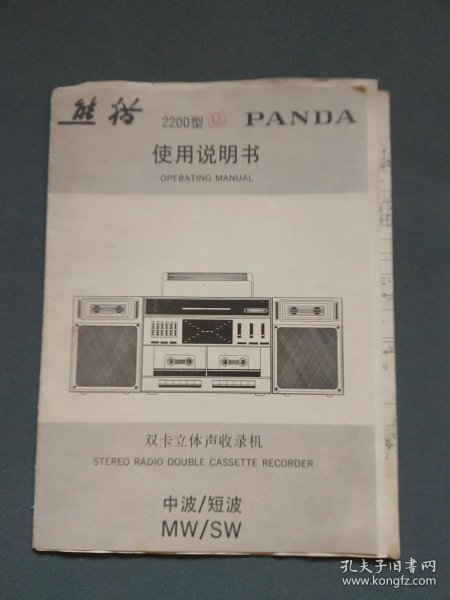 熊猫 2200型 PANDA
使用说明书
OPERATING MANUAL
双卡立体声收录机
STEREO RADIO DOUBLE CASSETTE RECORDER
中波/短波
MW/SW
孔夫子旧书网
www.kongfz.com